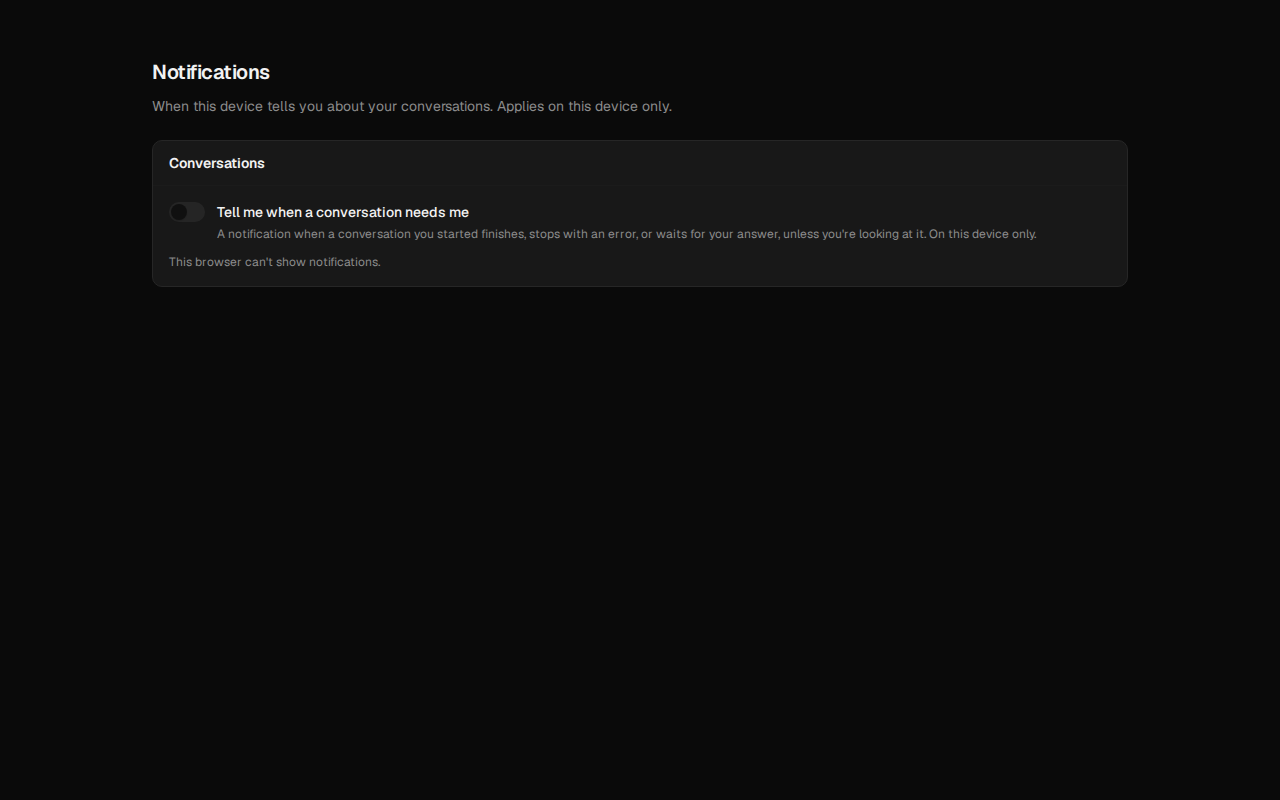 Notifications
When this device tells you about your conversations. Applies on this device only.
Conversations
Tell me when a conversation needs me
A notification when a conversation you started finishes, stops with an error, or waits for your answer, unless you're looking at it. On this device only.
This browser can't show notifications.